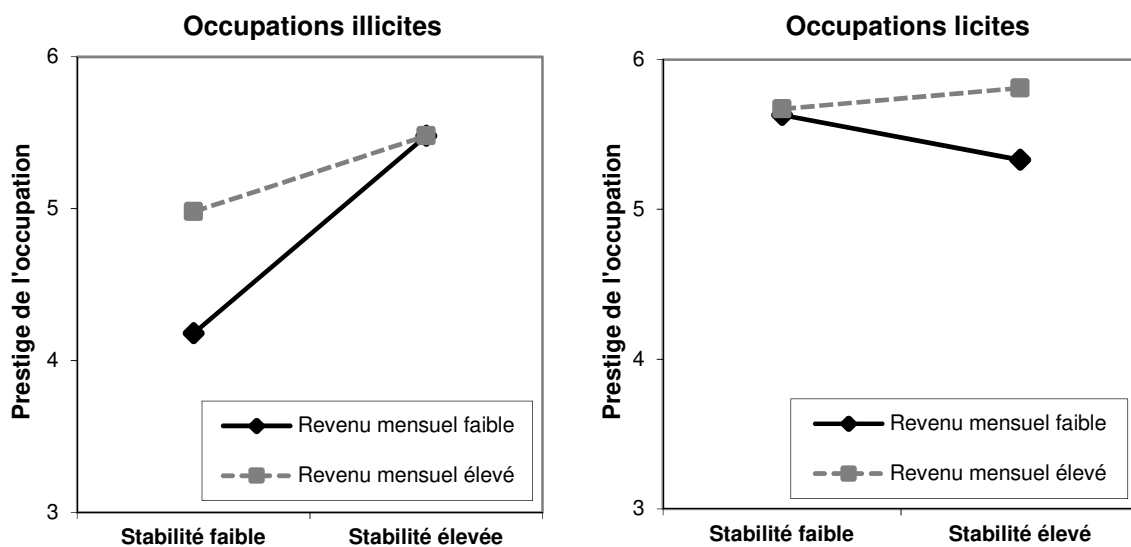 Occupations illicites
Prestige de l'occupation
6
5
4
3
Revenu mensuel faible
Revenu mensuel élevé
Stabilité faible
Stabilité élevée
Occupations licites
Prestige de l'occupation
6
5
4
3
Revenu mensuel faible
Revenu mensuel élevé
Stabilité faible
Stabilité élevé